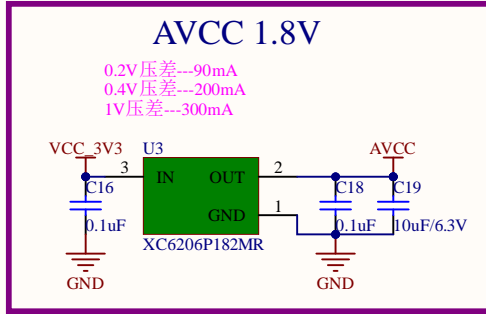 AVCC 1.8V
0.2V压差---90mA
0.4V压差---200mA
1V压差---300mA
VCC_3V3
U3
AVCC
3
IN
OUT
2
C16
C18
C19
GND
1
0.1uF
0.1uF
10uF/6.3V
XC6206P182MR
GND
GND